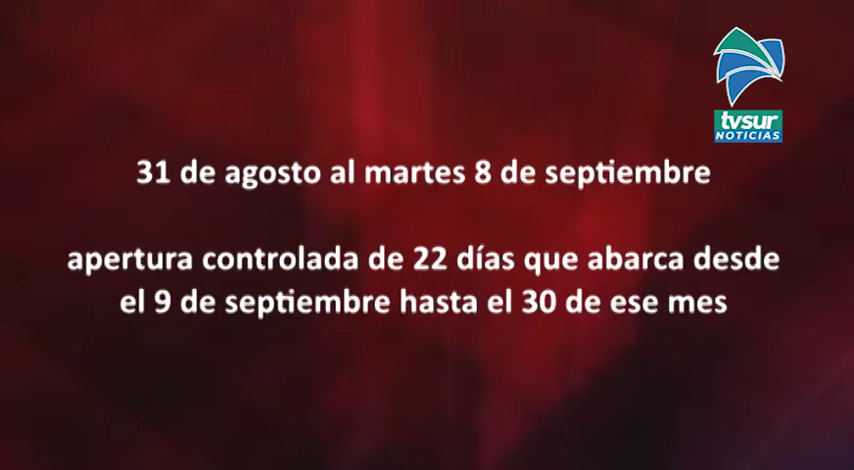 tvsur
NOTICIAS
31 de agosto al martes 8 de septiembre
apertura controlada de 22 días que abarca desde
el 9 de septiembre hasta el 30 de ese mes